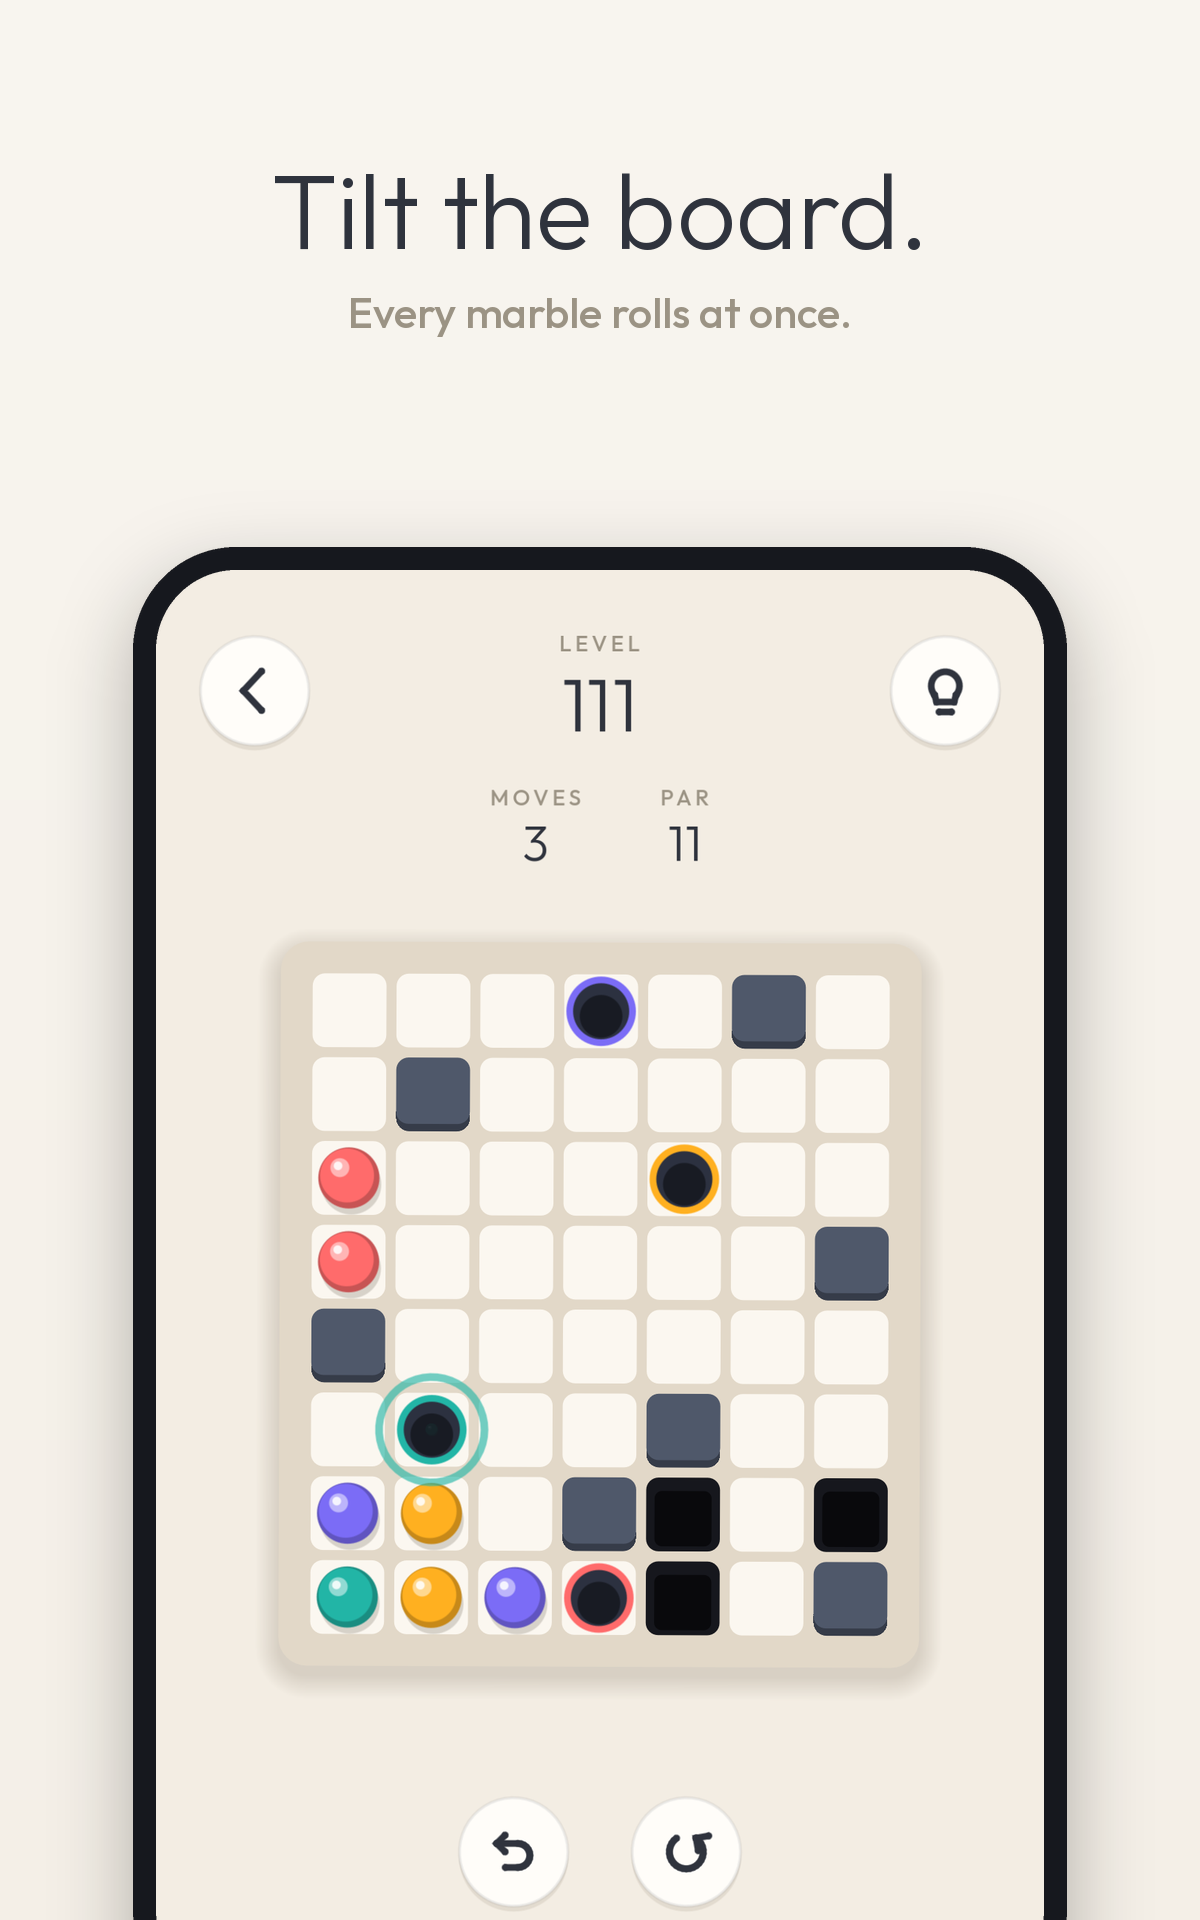 Tilt the board.
Every marble rolls at once.
LEVEL
111
MOVES PAR
3 11